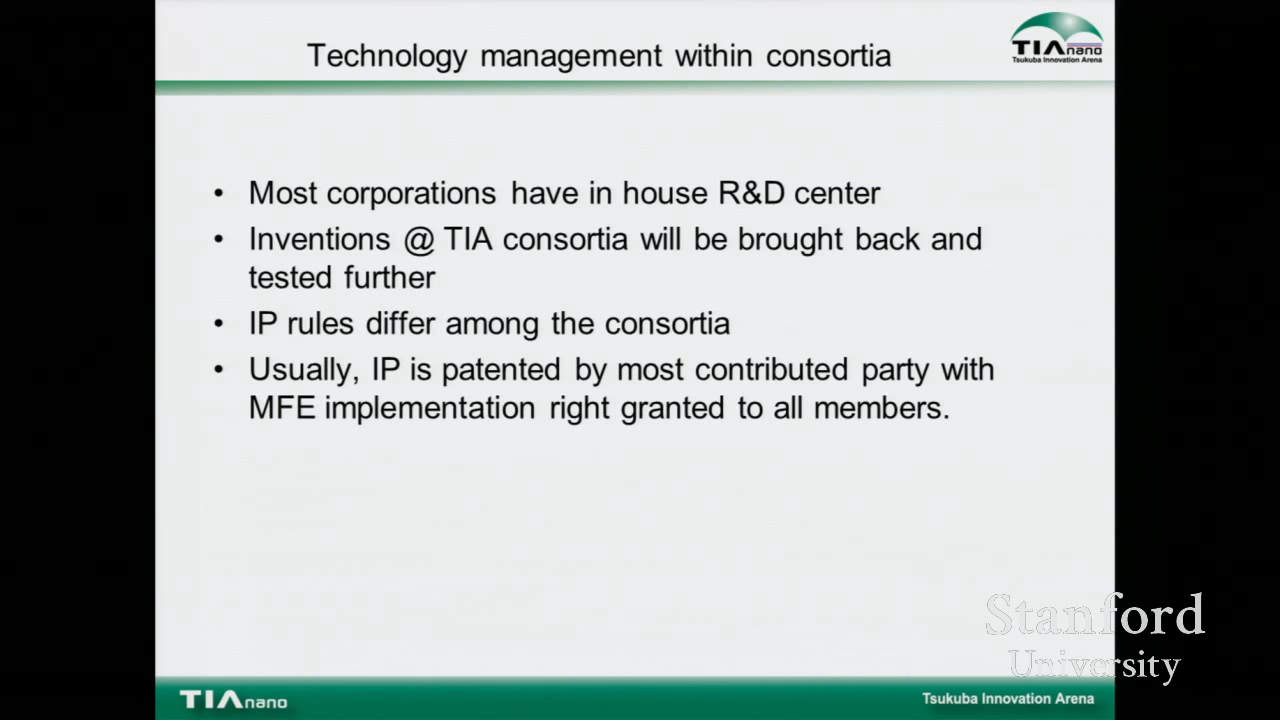 Technology management within consortia
TIAnano
Tsukuba Innovation Arena
• Most corporations have in house R&D center
• Inventions @ TIA consortia will be brought back and
tested further
• IP rules differ among the consortia
• Usually, IP is patented by most contributed party with
MFE implementation right granted to all members.
Stanford
University
TIAnano
Tsukuba Innovation Arena